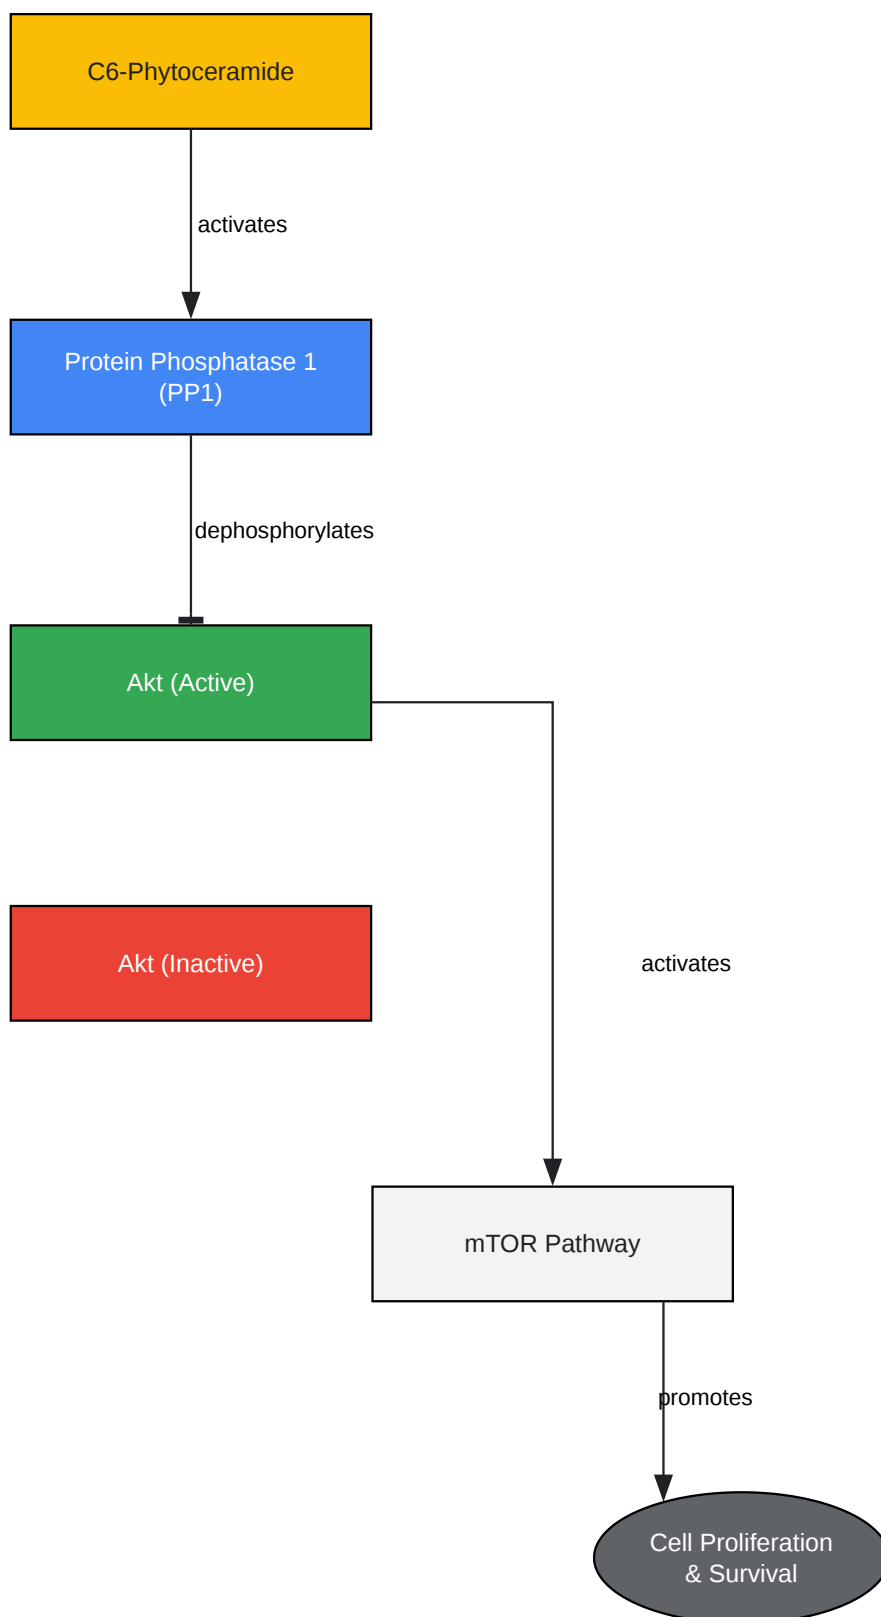 C6-Phytoceramide
activates
Protein Phosphatase 1
(PP1)
dephosphorylates
Akt (Active)
Akt (Inactive)
activates
mTOR Pathway
promotes
Cell Proliferation
& Survival